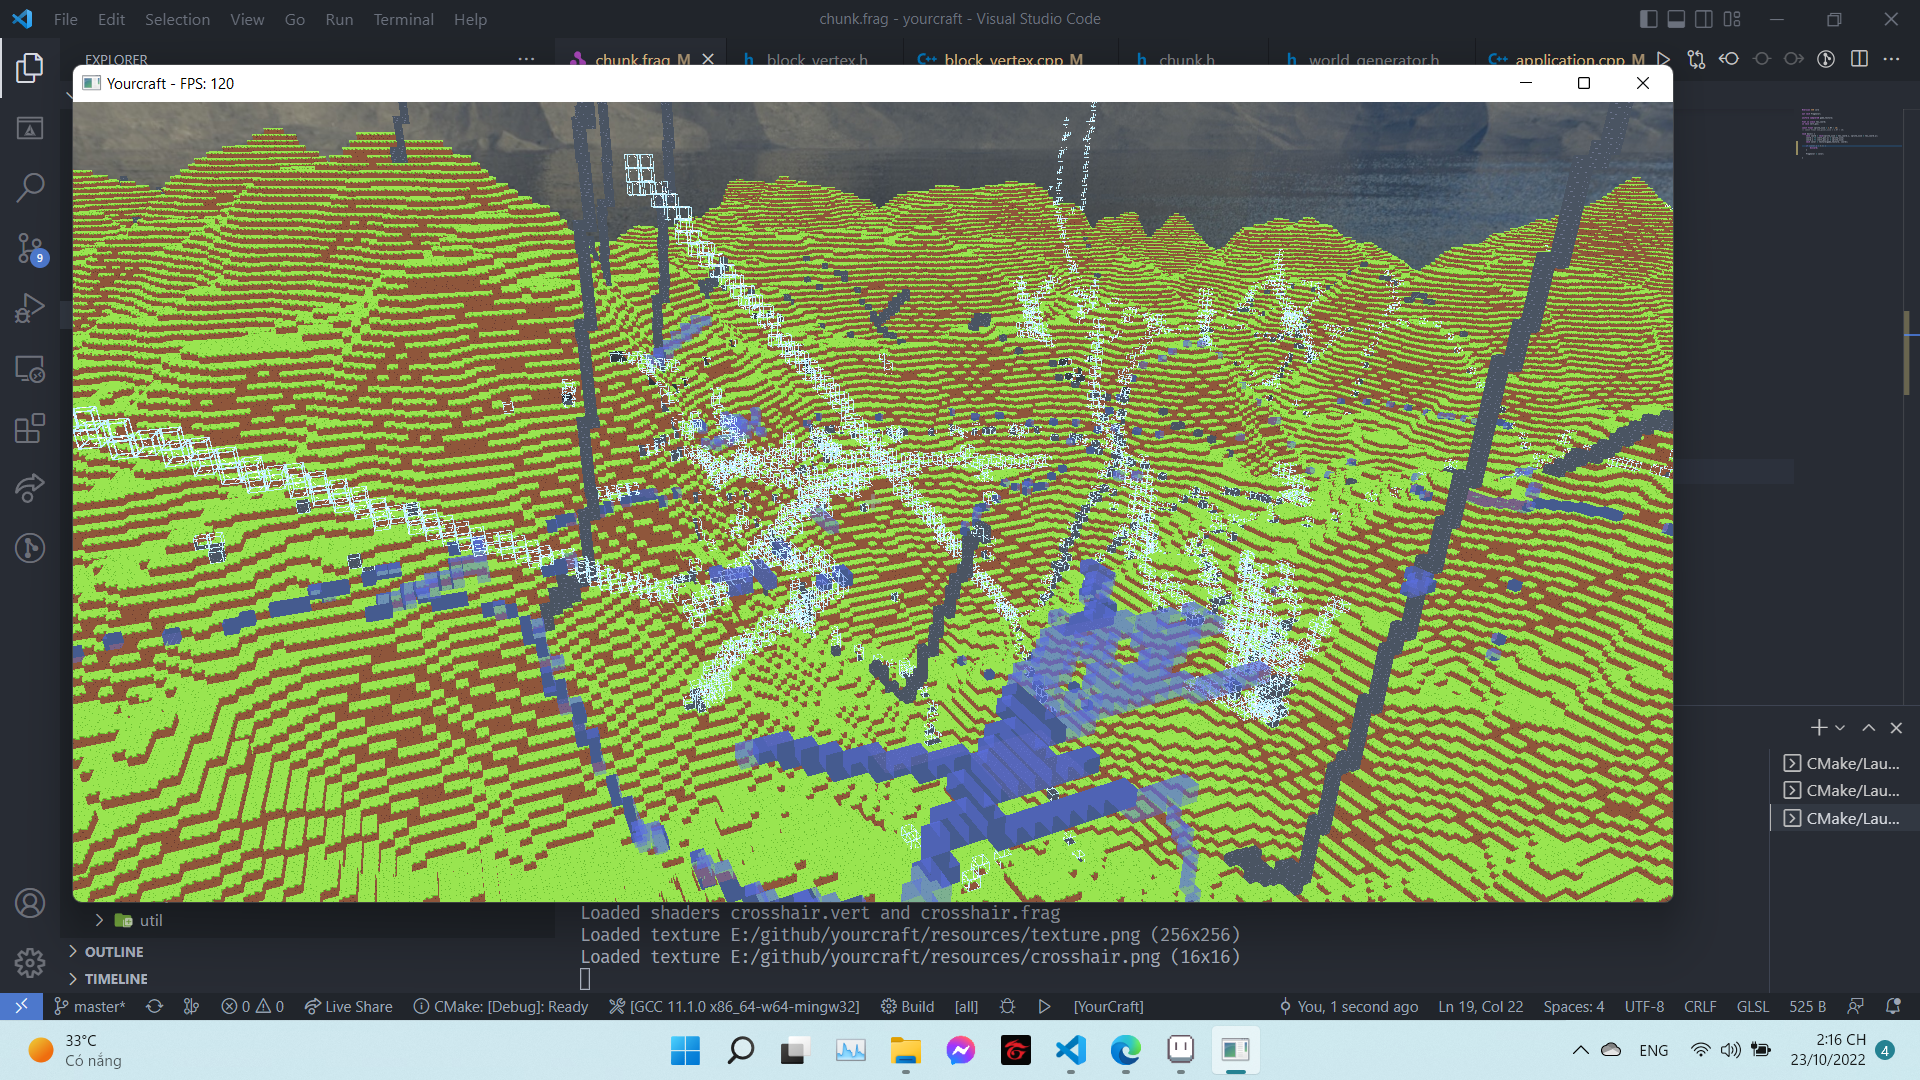 File Edit Selection View Go Run Terminal Help
chunk.frag - yourcraft - Visual Studio Code
EXPLORER
chunk.frag M
block_vertex.h
block_vertex.cpp M
chunk.h
world_generator.h
application.cpp M
Yourcraft - FPS: 120
9
CMake/Lau...
CMake/Lau...
CMake/Lau...
util
OUTLINE
TIMELINE
Loaded shaders crosshair.vert and crosshair.frag
Loaded texture E:/github/yourcraft/resources/texture.png (256x256)
Loaded texture E:/github/yourcraft/resources/crosshair.png (16x16)
master* 0 0 Live Share CMake: [Debug]: Ready [GCC 11.1.0 x86_64-w64-mingw32] Build [all] [YourCraft] You, 1 second ago Ln 19, Col 22 Spaces: 4 UTF-8 CRLF GLSL 525 B
33°C
Có nắng
ENG
2:16 CH
23/10/2022
4